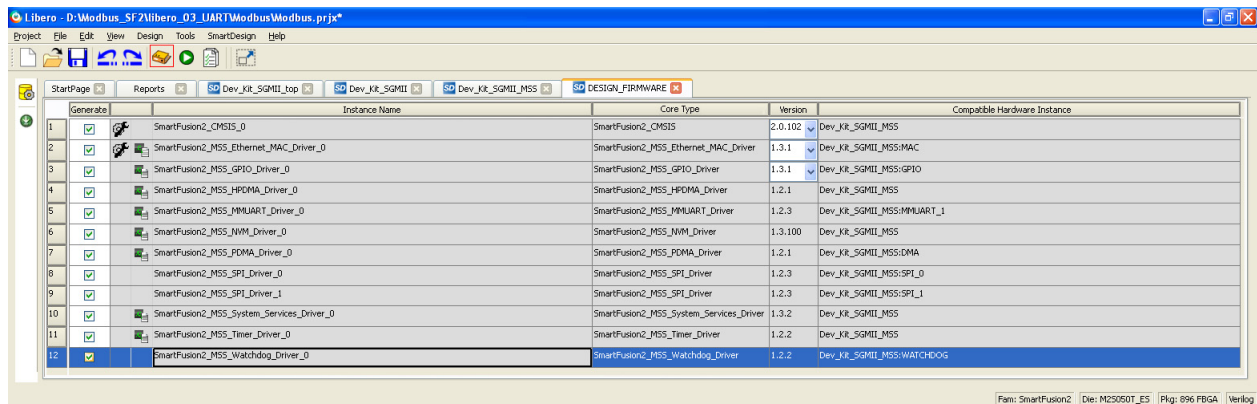 Libero - D:\Modbus_SF2\libero_03_UART\Modbus\Modbus.prjx*
Project File Edit View Design Tools SmartDesign Help
StartPage Reports SD Dev_Kit_SGMII_top SD Dev_Kit_SGMII SD Dev_Kit_SGMII_MSS SD DESIGN_FIRMWARE
Generate Instance Name Core Type Version Compatible Hardware Instance
1 SmartFusion2_CMSIS_0 SmartFusion2_CMSIS 2.0.102 Dev_Kit_SGMII_MSS
2 SmartFusion2_MSS_Ethernet_MAC_Driver_0 SmartFusion2_MSS_Ethernet_MAC_Driver 1.3.1 Dev_Kit_SGMII_MSS:MAC
3 SmartFusion2_MSS_GPIO_Driver_0 SmartFusion2_MSS_GPIO_Driver 1.3.1 Dev_Kit_SGMII_MSS:GPIO
4 SmartFusion2_MSS_HPDMA_Driver_0 SmartFusion2_MSS_HPDMA_Driver 1.2.1 Dev_Kit_SGMII_MSS
5 SmartFusion2_MSS_MMUART_Driver_0 SmartFusion2_MSS_MMUART_Driver 1.2.3 Dev_Kit_SGMII_MSS:MMUART_1
6 SmartFusion2_MSS_NVM_Driver_0 SmartFusion2_MSS_NVM_Driver 1.3.100 Dev_Kit_SGMII_MSS
7 SmartFusion2_MSS_PDMA_Driver_0 SmartFusion2_MSS_PDMA_Driver 1.2.1 Dev_Kit_SGMII_MSS:DMA
8 SmartFusion2_MSS_SPI_Driver_0 SmartFusion2_MSS_SPI_Driver 1.2.3 Dev_Kit_SGMII_MSS:SPI_0
9 SmartFusion2_MSS_SPI_Driver_1 SmartFusion2_MSS_SPI_Driver 1.2.3 Dev_Kit_SGMII_MSS:SPI_1
10 SmartFusion2_MSS_System_Services_Driver_0 SmartFusion2_MSS_System_Services_Driver 1.3.2 Dev_Kit_SGMII_MSS
11 SmartFusion2_MSS_Timer_Driver_0 SmartFusion2_MSS_Timer_Driver 1.2.2 Dev_Kit_SGMII_MSS
12 SmartFusion2_MSS_Watchdog_Driver_0 SmartFusion2_MSS_Watchdog_Driver 1.2.2 Dev_Kit_SGMII_MSS:WATCHDOG
Fam: SmartFusion2 Die: M2S050T_ES Pkg: 896 FBGA Verilog